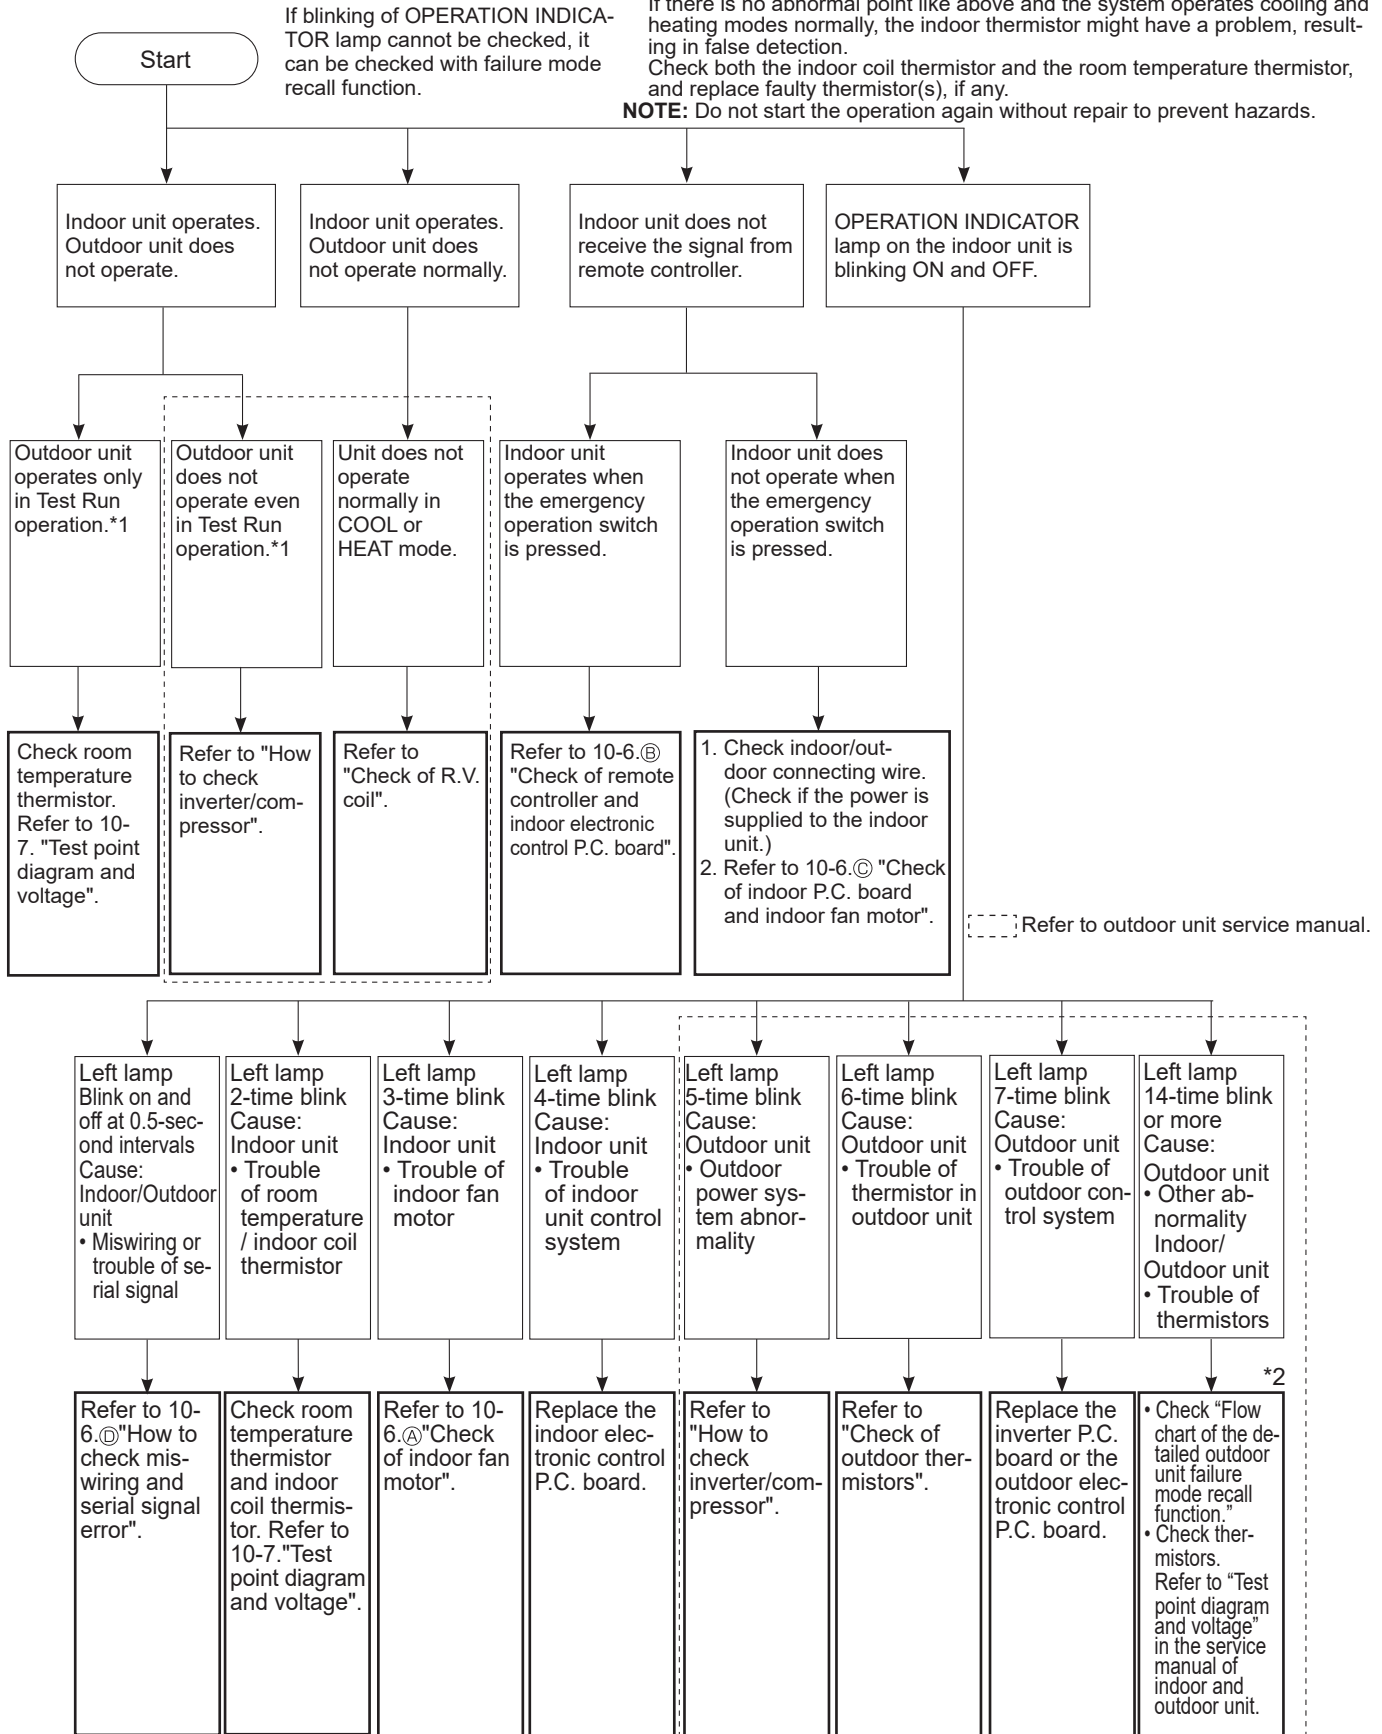 If there is no abnormal point like above and the system operates cooling and
heating modes normally, the indoor thermistor might have a problem, result-
ing in false detection.
Check both the indoor coil thermistor and the room temperature thermistor,
and replace faulty thermistor(s), if any.
NOTE: Do not start the operation again without repair to prevent hazards.
If blinking of OPERATION INDICA-
TOR lamp cannot be checked, it
can be checked with failure mode
recall function.
Start
Indoor unit operates.
Outdoor unit does
not operate.
Indoor unit operates.
Outdoor unit does
not operate normally.
Indoor unit does not
receive the signal from
remote controller.
OPERATION INDICATOR
lamp on the indoor unit is
blinking ON and OFF.
Outdoor unit
operates only
in Test Run
operation.*1
Outdoor unit
does not
operate even
in Test Run
operation.*1
Unit does not
operate
normally in
COOL or
HEAT mode.
Indoor unit
operates when
the emergency
operation switch
is pressed.
Indoor unit does
not operate when
the emergency
operation switch
is pressed.
Check room
temperature
thermistor.
Refer to 10-
7. "Test point
diagram and
voltage".
Refer to "How
to check
inverter/com-
pressor".
Refer to
"Check of R.V.
coil".
Refer to 10-6.Ⓑ
"Check of remote
controller and
indoor electronic
control P.C. board".
1. Check indoor/out-
door connecting wire.
(Check if the power is
supplied to the indoor
unit.)
2. Refer to 10-6.Ⓒ "Check
of indoor P.C. board
and indoor fan motor".
Refer to outdoor unit service manual.
Left lamp
Blink on and
off at 0.5-sec-
ond intervals
Cause:
Indoor/Outdoor
unit
• Miswiring or
trouble of se-
rial signal
Left lamp
2-time blink
Cause:
Indoor unit
• Trouble
of room
temperature
/ indoor coil
thermistor
Left lamp
3-time blink
Cause:
Indoor unit
• Trouble of
indoor fan
motor
Left lamp
4-time blink
Cause:
Indoor unit
• Trouble
of indoor
unit control
system
Left lamp
5-time blink
Cause:
Outdoor unit
• Outdoor
power sys-
tem abnor-
mality
Left lamp
6-time blink
Cause:
Outdoor unit
• Trouble of
thermistor in
outdoor unit
Left lamp
7-time blink
Cause:
Outdoor unit
• Trouble of
outdoor con-
trol system
Left lamp
14-time blink
or more
Cause:
Outdoor unit
• Other ab-
normality
Indoor/
Outdoor unit
• Trouble of
thermistors
*2
Refer to 10-
6.Ⓓ"How to
check mis-
wiring and
serial signal
error".
Check room
temperature
thermistor
and indoor
coil thermis-
tor. Refer to
10-7."Test
point diagram
and voltage".
Refer to 10-
6.Ⓐ"Check
of indoor fan
motor".
Replace the
indoor elec-
tronic control
P.C. board.
Refer to
"How to
check
inverter/com-
pressor".
Refer to
"Check of
outdoor ther-
mistors".
Replace the
inverter P.C.
board or the
outdoor elec-
tronic control
P.C. board.
• Check “Flow
chart of the de-
tailed outdoor
unit failure
mode recall
function.”
• Check ther-
mistors.
Refer to “Test
point diagram
and voltage”
in the service
manual of
indoor and
outdoor unit.